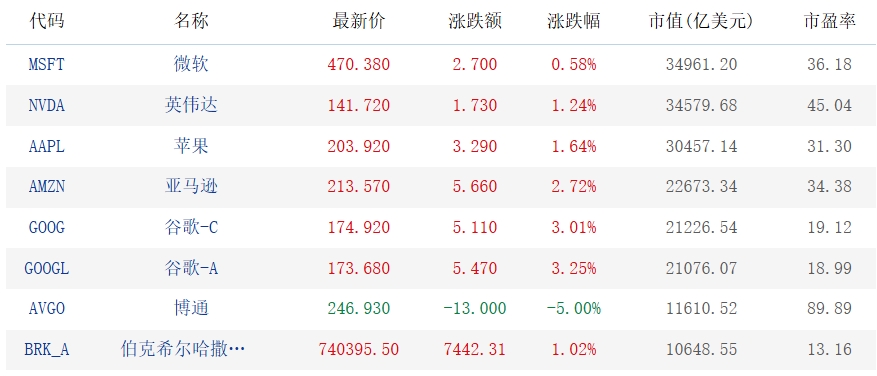 代码 名称 最新价 涨跌额 涨跌幅 市值(亿美元) 市盈率
MSFT 微软 470.380 2.700 0.58% 34961.20 36.18
NVDA 英伟达 141.720 1.730 1.24% 34579.68 45.04
AAPL 苹果 203.920 3.290 1.64% 30457.14 31.30
AMZN 亚马逊 213.570 5.660 2.72% 22673.34 34.38
GOOG 谷歌-C 174.920 5.110 3.01% 21226.54 19.12
GOOGL 谷歌-A 173.680 5.470 3.25% 21076.07 18.99
AVGO 博通 246.930 -13.000 -5.00% 11610.52 89.89
BRK_A 伯克希尔哈撒… 740395.50 7442.31 1.02% 10648.55 13.16